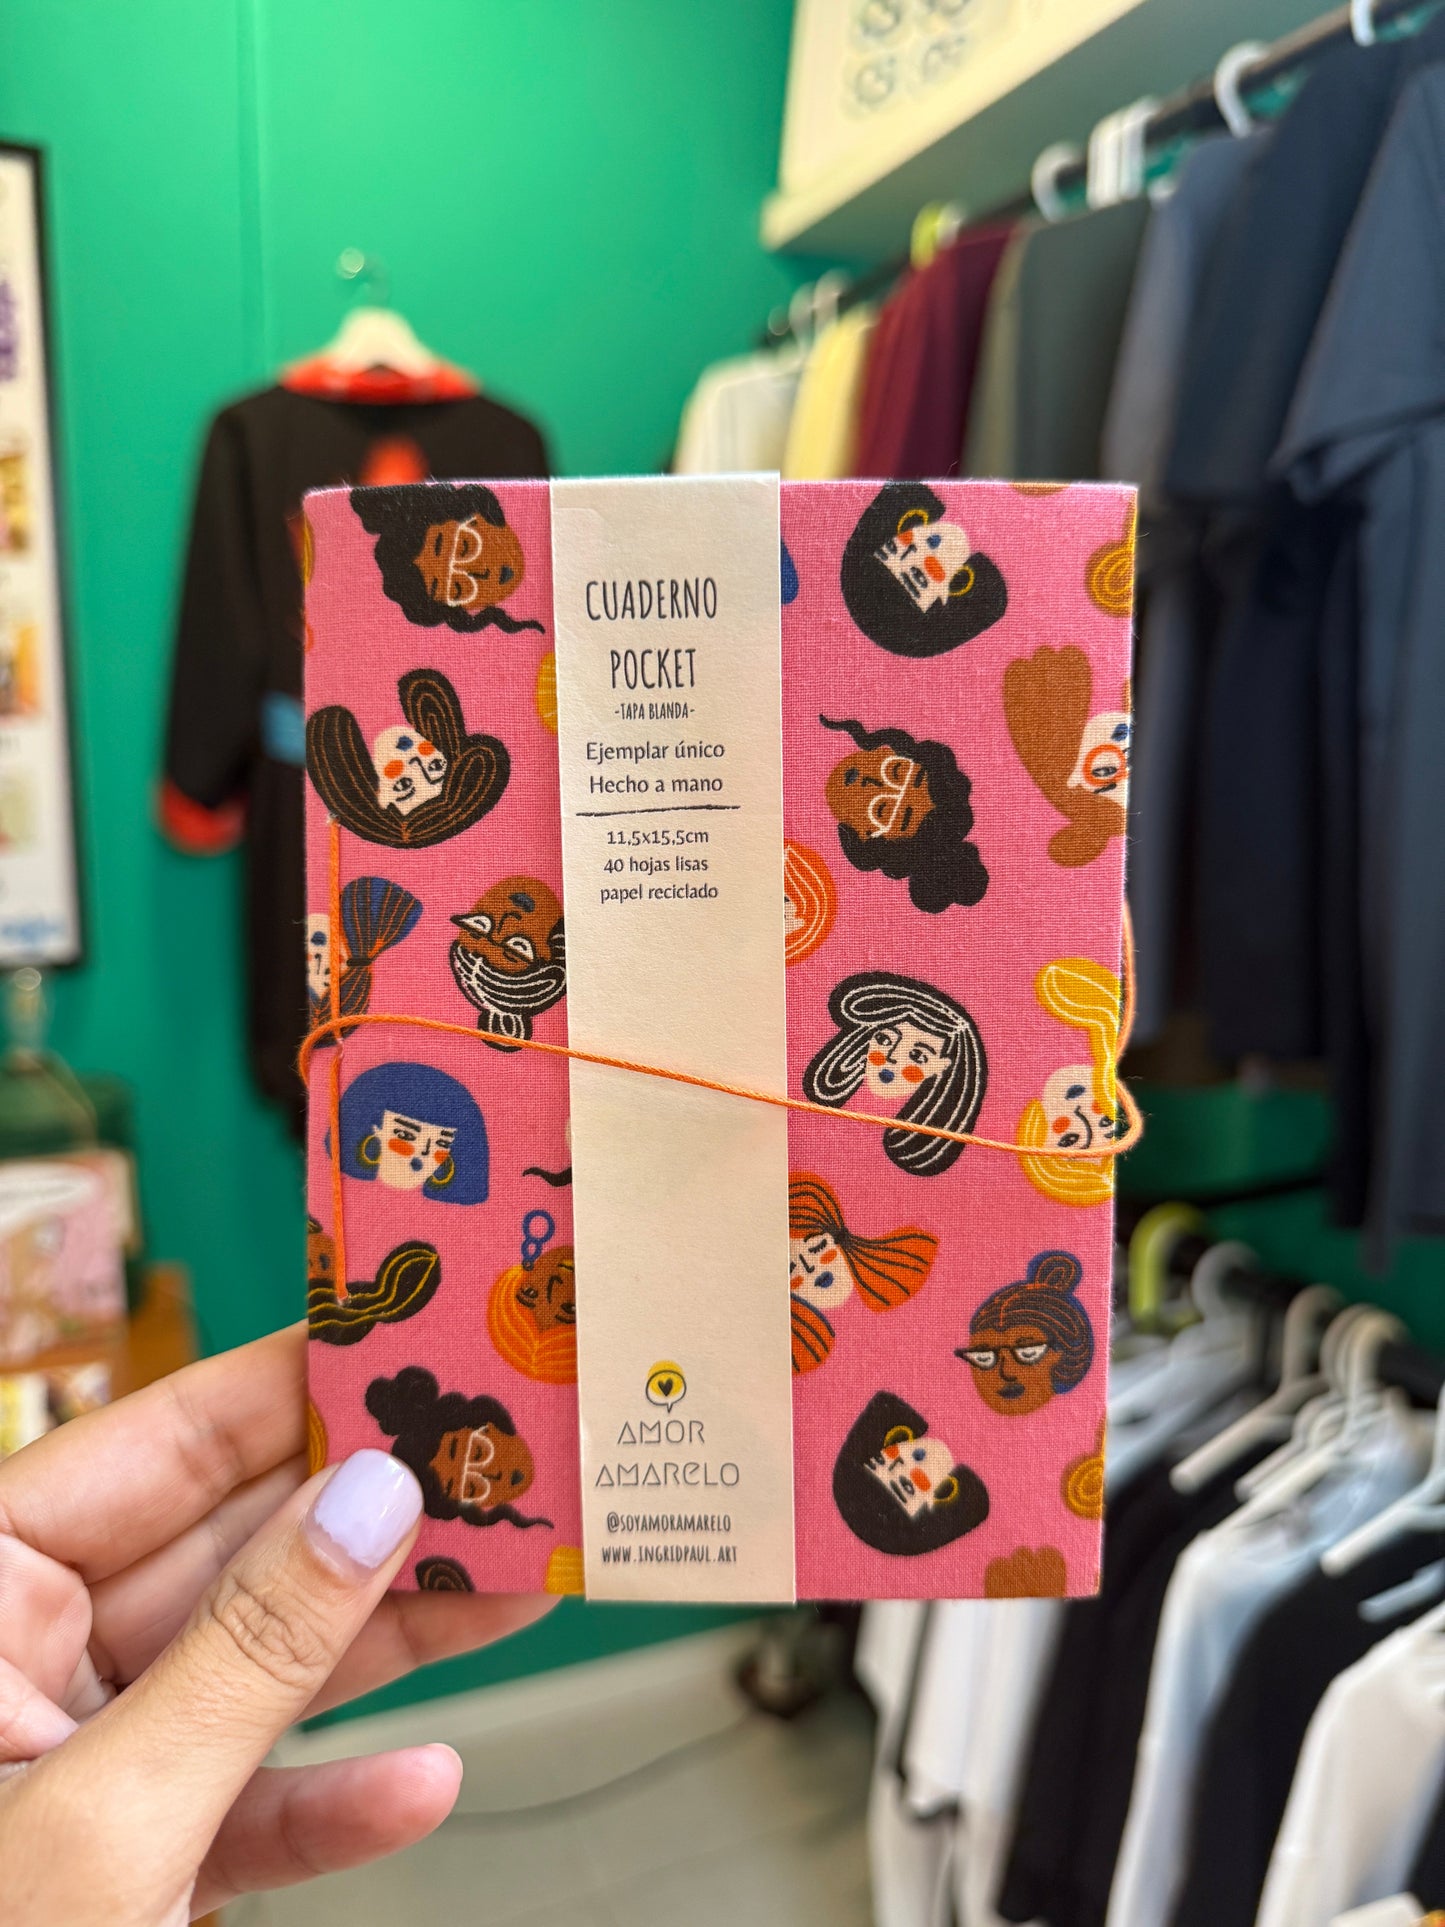 CUADERNO
POCKET
-TAPA BLANDA-
Ejemplar único
Hecho a mano
11,5x15,5cm
40 hojas lisas
papel reciclado
AMOR
AMARELO
@SOYAMORAMARELO
WWW.INGRIDPAUL.ART